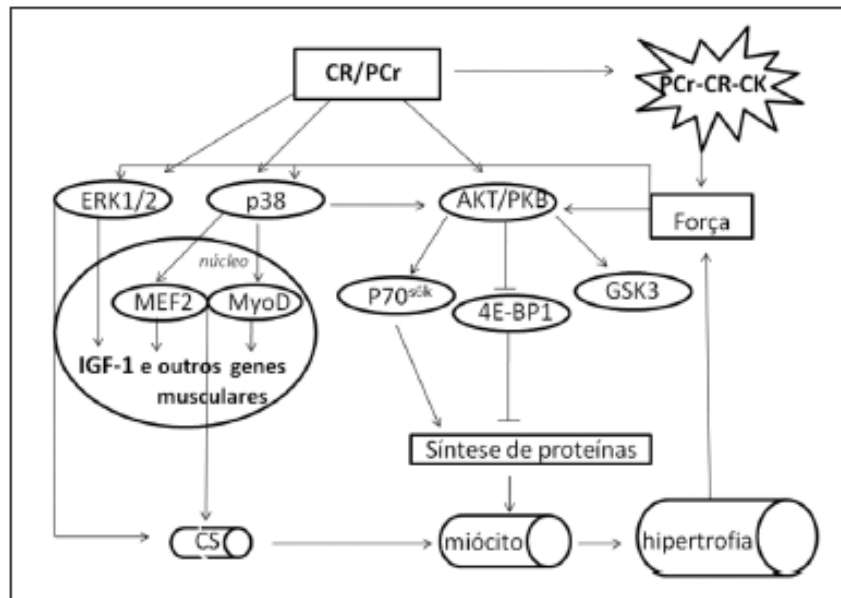 CR/PCr
PCr-CR-CK
ERK1/2
p38
AKT/PKB
Força
núcleo
MEF2
MyoD
P70s6k
4E-BP1
GSK3
IGF-1 e outros genes
musculares
Síntese de proteínas
CS
miócito
hipertrofia